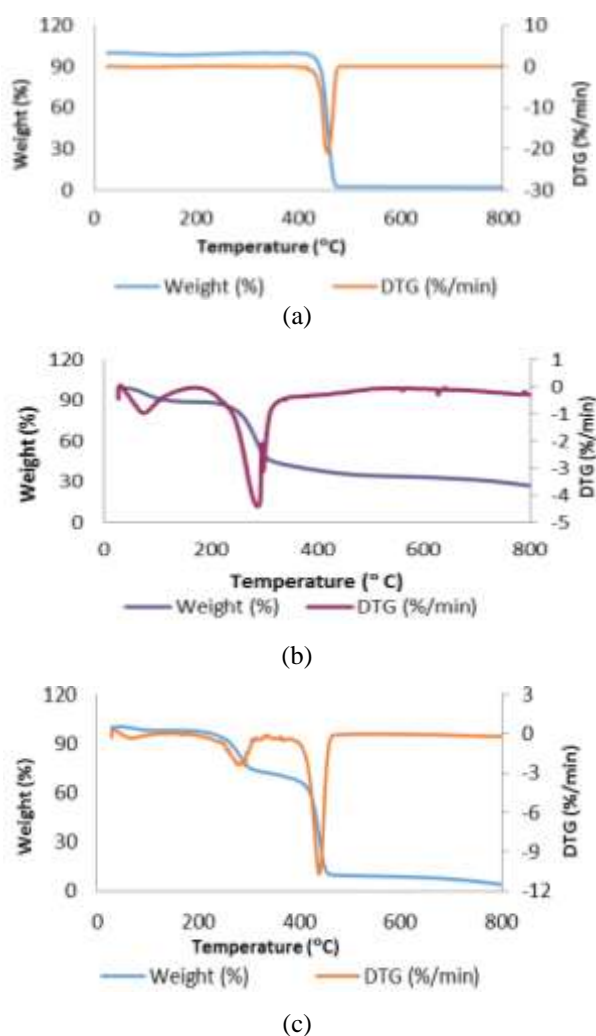 120
90
60
30
0
Weight (%)
10
0
-10
-20
-30
DTG (%/min)
0 200 400 600 800
Temperature (°C)
Weight (%) DTG (%/min)
(a)
120
90
60
30
0
Weight (%)
1
0
-1
-2
-3
-4
-5
DTG (%/min)
0 200 400 600 800
Temperature (° C)
Weight (%) DTG (%/min)
(b)
120
90
60
30
0
Weight (%)
3
0
-3
-6
-9
-12
DTG (%/min)
0 200 400 600 800
Temperature (°C)
Weight (%) DTG (%/min)
(c)